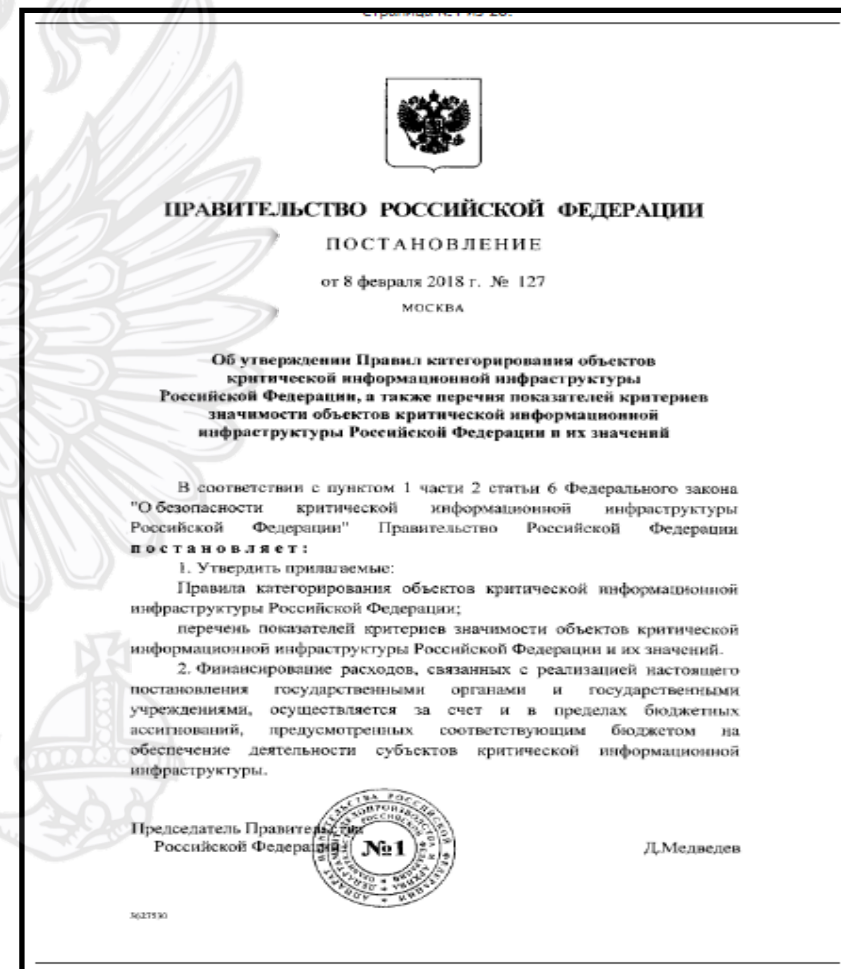 ПРАВИТЕЛЬСТВО РОССИЙСКОЙ ФЕДЕРАЦИИ
ПОСТАНОВЛЕНИЕ
от 8 февраля 2018 г. № 127
МОСКВА
Об утверждении Правил категорирования объектов
критической информационной инфраструктуры
Российской Федерации, а также перечня показателей критериев
значимости объектов критической информационной
инфраструктуры Российской Федерации и их значений
В соответствии с пунктом 1 части 2 статьи 6 Федерального закона
"О безопасности критической информационной инфраструктуры
Российской Федерации" Правительство Российской Федерации
постановляет:
1. Утвердить прилагаемые:
Правила категорирования объектов критической информационной
инфраструктуры Российской Федерации;
перечень показателей критериев значимости объектов критической
информационной инфраструктуры Российской Федерации и их значений.
2. Финансирование расходов, связанных с реализацией настоящего
постановления государственными органами и государственными
учреждениями, осуществляется за счет и в пределах бюджетных
ассигнований, предусмотренных соответствующим бюджетом на
обеспечение деятельности субъектов критической информационной
инфраструктуры.
Председатель Правительства
Российской Федерации
№1
Д.Медведев
3627530